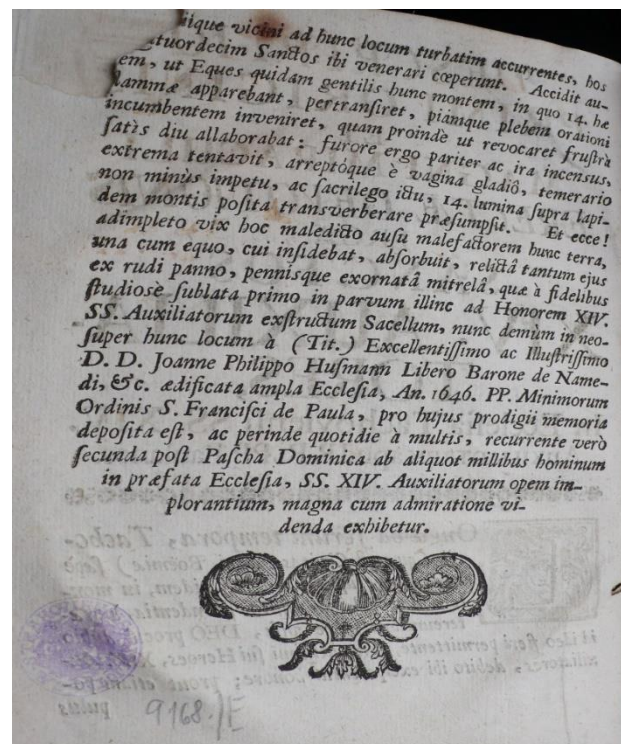 iique vicini ad hunc locum turbatim accurrentes, hos
tuordecim Sanctos ibi venerari cœperunt. Accidit au-
em, ut Eques quidam gentilis hunc montem, in quo 14. hæ
lammæ apparebant, pertransiret, piamque plebem orationi
incumbentem inveniret, quam proindè ut revocaret frustrà
satìs diu allaborabat: furore ergo pariter ac ira incensus,
extrema tentavit, arreptóque è vagina gladiô, temerario
non minùs impetu, ac sacrilego ictu, 14. lumina supra lapi-
dem montis posita transverberare præsumpsit. Et ecce!
adimpleto vix hoc maledicto ausu malefactorem hunc terra,
una cum equo, cui insidebat, absorbuit, relictâ tantum ejus
ex rudi panno, pennisque exornatâ mitrelâ, quæ à fidelibus
studiosè sublata primo in parvum illinc ad Honorem XIV.
SS. Auxiliatorum exstructum Sacellum, nunc demùm in neo-
super hunc locum à (Tit.) Excellentissimo ac Illustrissimo
D. D. Joanne Philippo Husmann Libero Barone de Name-
di, &c. ædificata ampla Ecclesia, An. 1646. PP. Minimorum
Ordinis S. Francisci de Paula, pro hujus prodigii memoria
deposita est, ac perinde quotidie à multis, recurrente verò
secunda post Pascha Dominica ab aliquot millibus hominum
in præfata Ecclesia, SS. XIV. Auxiliatorum opem im-
plorantium, magna cum admiratione vi-
denda exhibetur.
9168./E